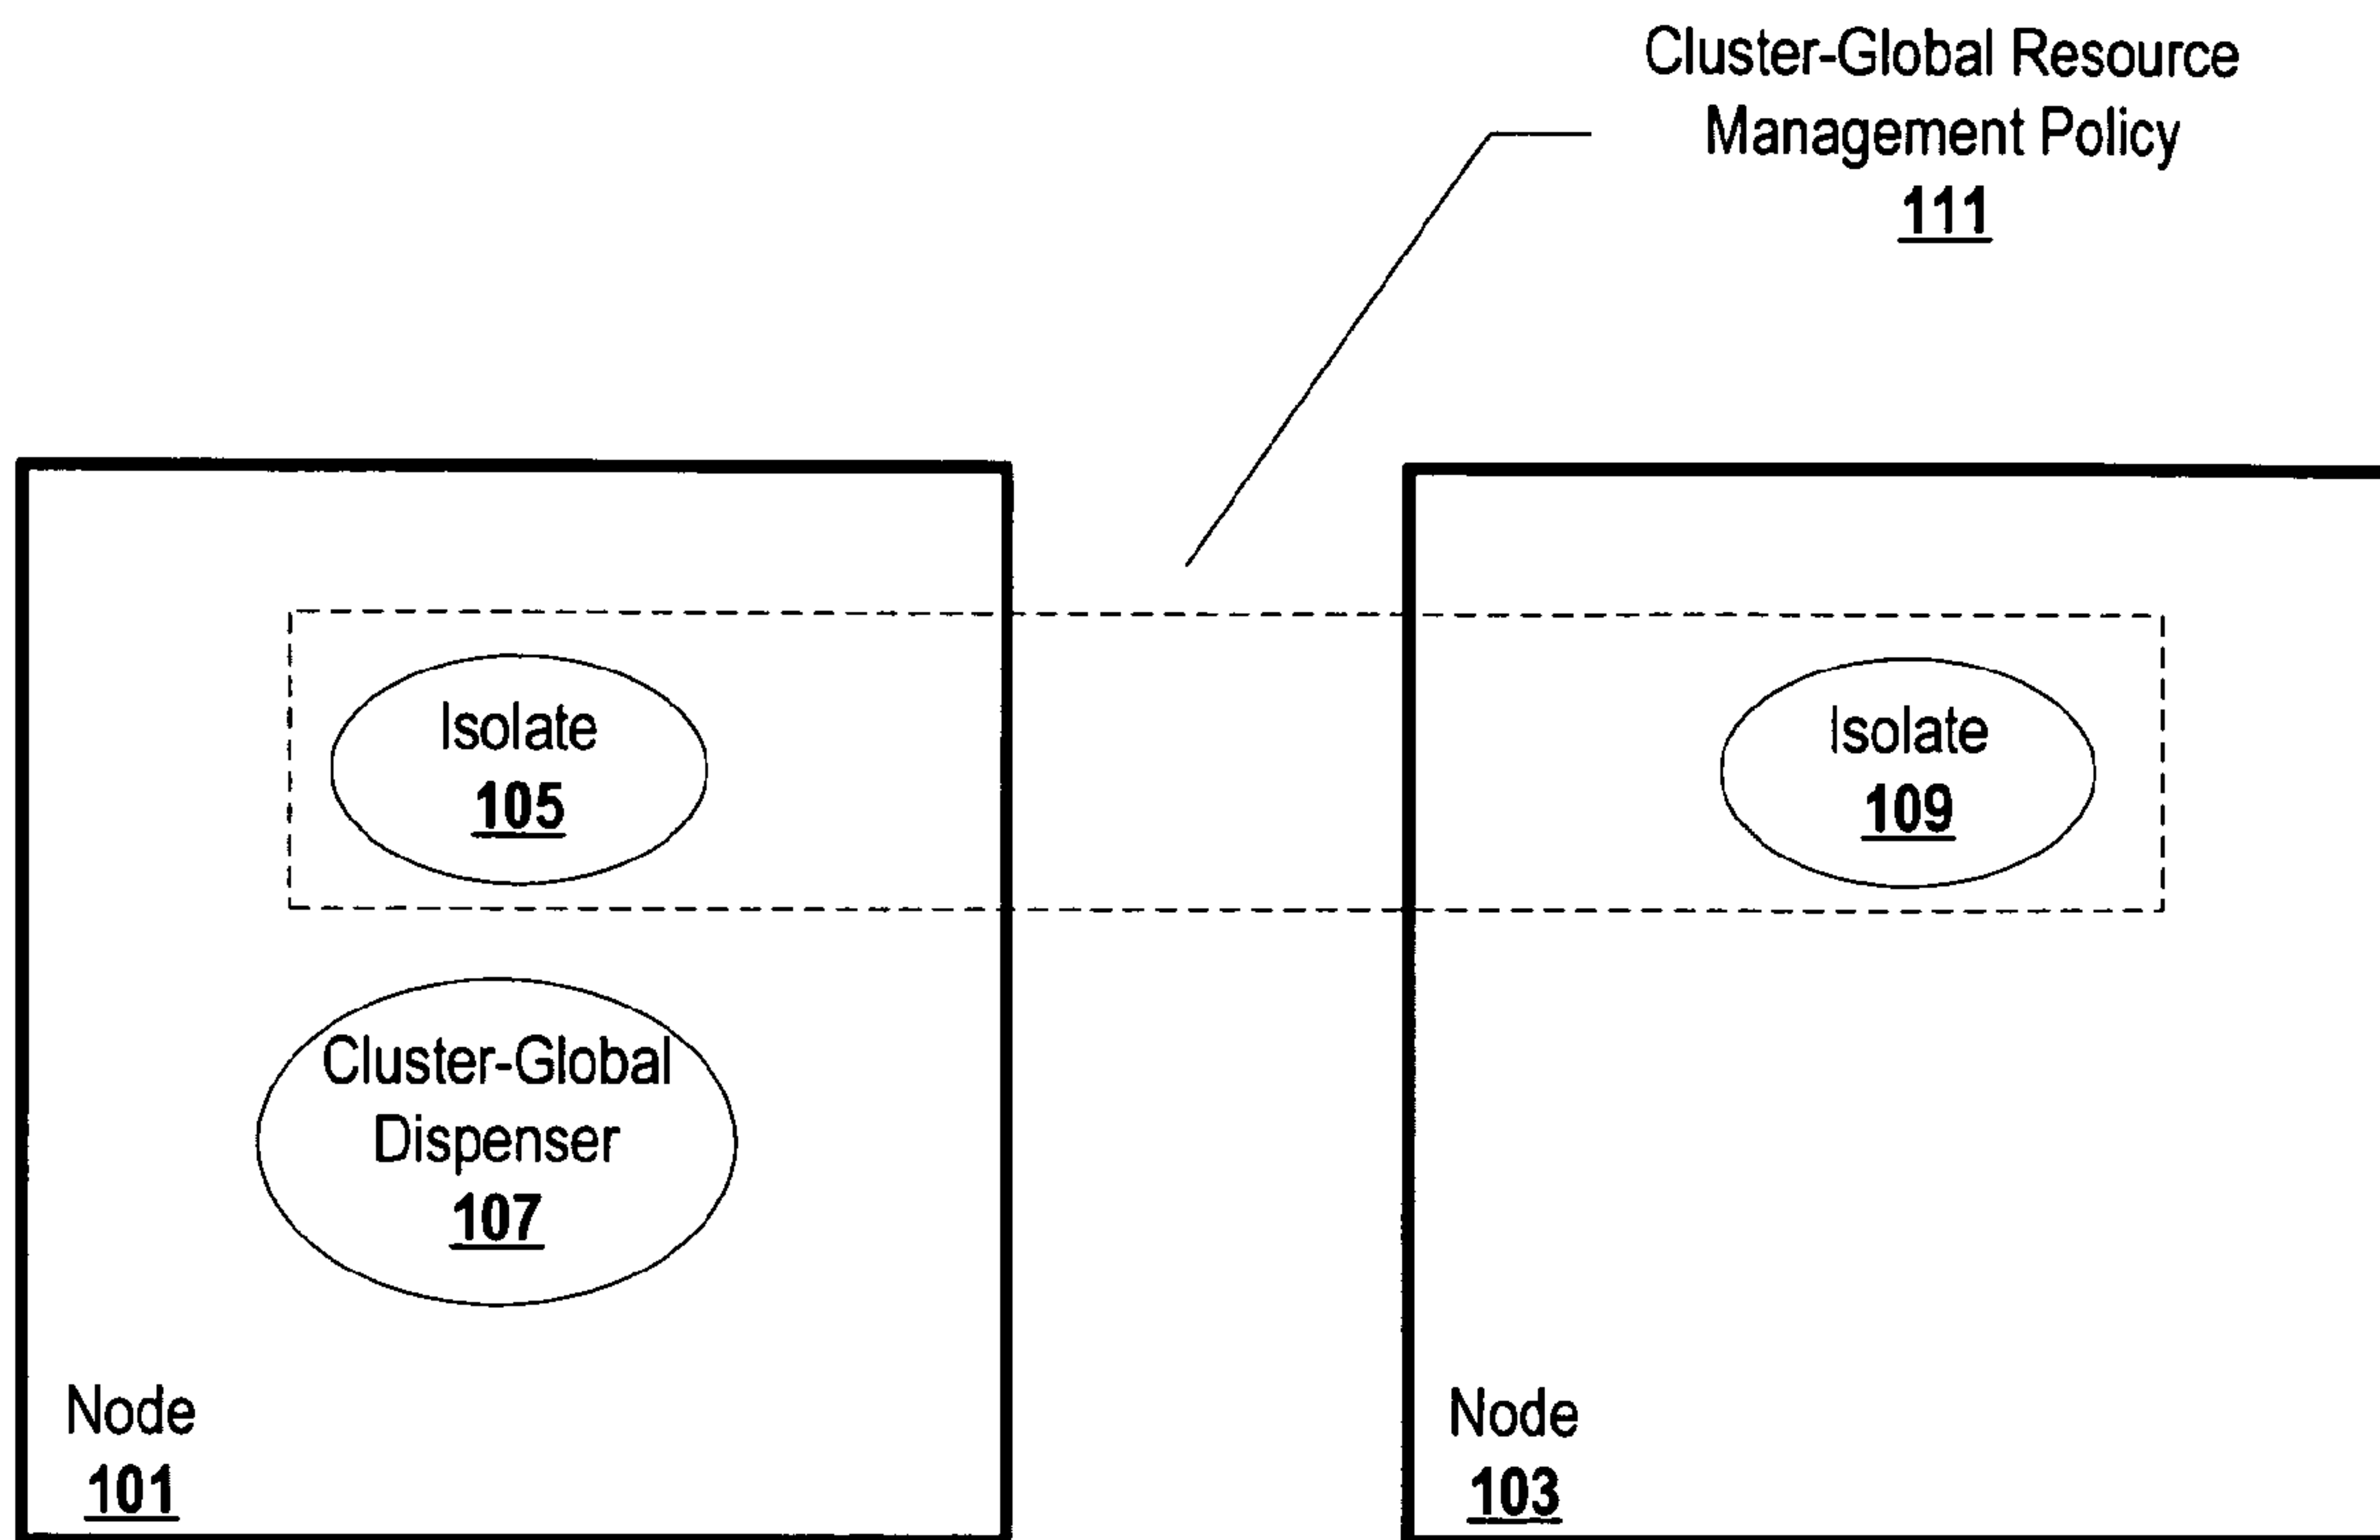 Cluster-Global Resource
Management Policy
111
Isolate
105
Isolate
109
Cluster-Global
Dispenser
107
Node
101
Node
103